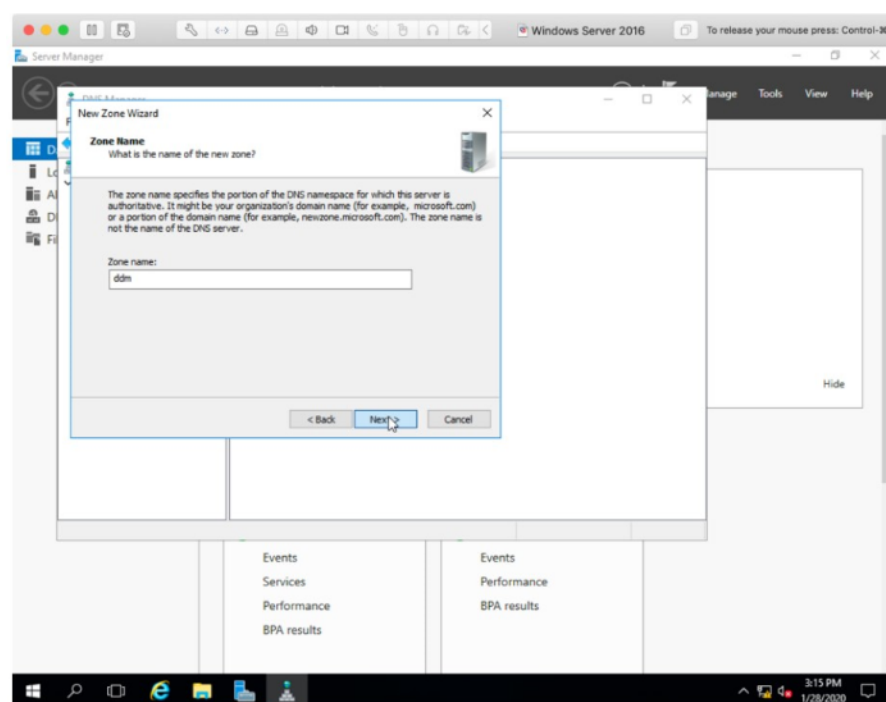 Windows Server 2016
To release your mouse press: Control-⌘
Server Manager
Manage Tools View Help
New Zone Wizard
Zone Name
What is the name of the new zone?
The zone name specifies the portion of the DNS namespace for which this server is
authoritative. It might be your organization's domain name (for example, microsoft.com)
or a portion of the domain name (for example, newzone.microsoft.com). The zone name is
not the name of the DNS server.
Zone name:
ddm
< Back
Next >
Cancel
Hide
Events
Services
Performance
BPA results
Events
Performance
BPA results
3:15 PM
1/28/2020